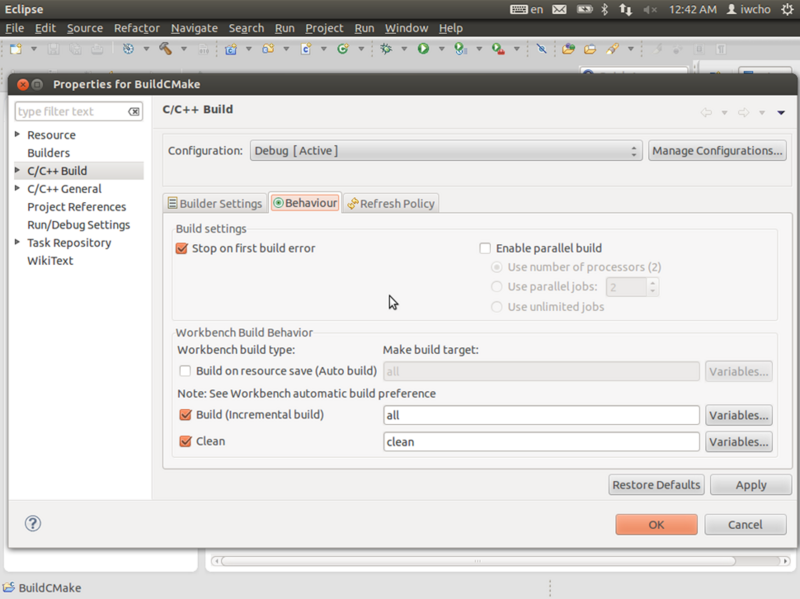 Eclipse en 12:42 AM iwcho
File Edit Source Refactor Navigate Search Run Project Run Window Help
Properties for BuildCMake
type filter text
Resource
Builders
C/C++ Build
C/C++ General
Project References
Run/Debug Settings
Task Repository
WikiText
C/C++ Build
Configuration: Debug [ Active ] Manage Configurations...
Builder Settings Behaviour Refresh Policy
Build settings
Stop on first build error Enable parallel build
Use number of processors (2)
Use parallel jobs: 2
Use unlimited jobs
Workbench Build Behavior
Workbench build type: Make build target:
Build on resource save (Auto build) all Variables...
Note: See Workbench automatic build preference
Build (Incremental build) all Variables...
Clean clean Variables...
Restore Defaults Apply
OK Cancel
BuildCMake